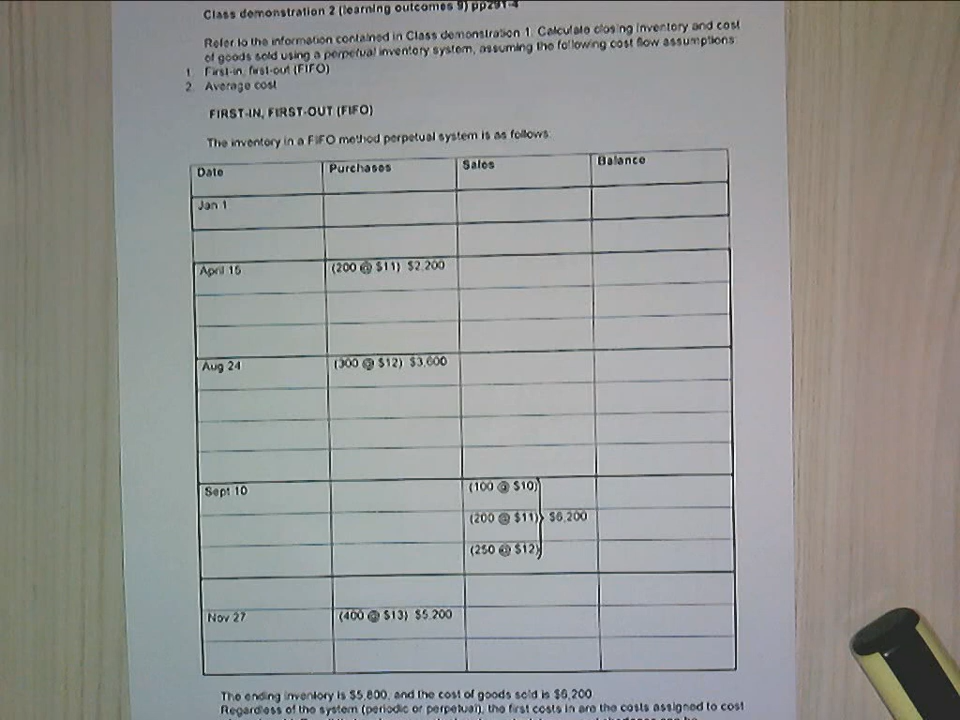 Class demonstration 2 (learning outcomes 9) pp291-4
Refer to the information contained in Class demonstration 1. Calculate closing inventory and cost
of goods sold using a perpetual inventory system, assuming the following cost flow assumptions:
1. First-in, first-out (FIFO)
2. Average cost
FIRST-IN, FIRST-OUT (FIFO)
The inventory in a FIFO method perpetual system is as follows:
Date Purchases Sales Balance
Jan 1
April 15 (200 @ $11) $2,200
Aug 24 (300 @ $12) $3,600
Sept 10 (100 @ $10)
(200 @ $11) $6,200
(250 @ $12)
Nov 27 (400 @ $13) $5,200
The ending inventory is $5,800, and the cost of goods sold is $6,200
Regardless of the system (periodic or perpetual), the first costs in are the costs assigned to cost